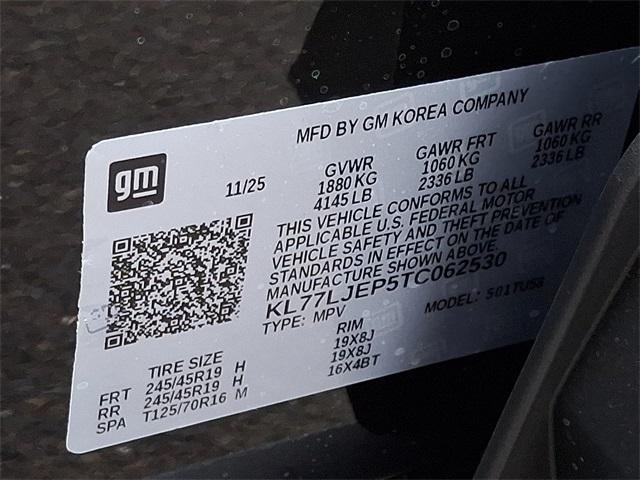 MFD BY GM KOREA COMPANY
gm
11/25
GVWR
1880 KG
4145 LB
GAWR FRT
1060 KG
2336 LB
GAWR RR
1060 KG
2336 LB
THIS VEHICLE CONFORMS TO ALL
APPLICABLE U.S. FEDERAL MOTOR
VEHICLE SAFETY AND THEFT PREVENTION
STANDARDS IN EFFECT ON THE DATE OF
MANUFACTURE SHOWN ABOVE.
KL77LJEP5TC062530
TYPE: MPV
MODEL: 501TU58
TIRE SIZE RIM
FRT 245/45R19 H 19X8J
RR 245/45R19 H 19X8J
SPA T125/70R16 M 16X4BT